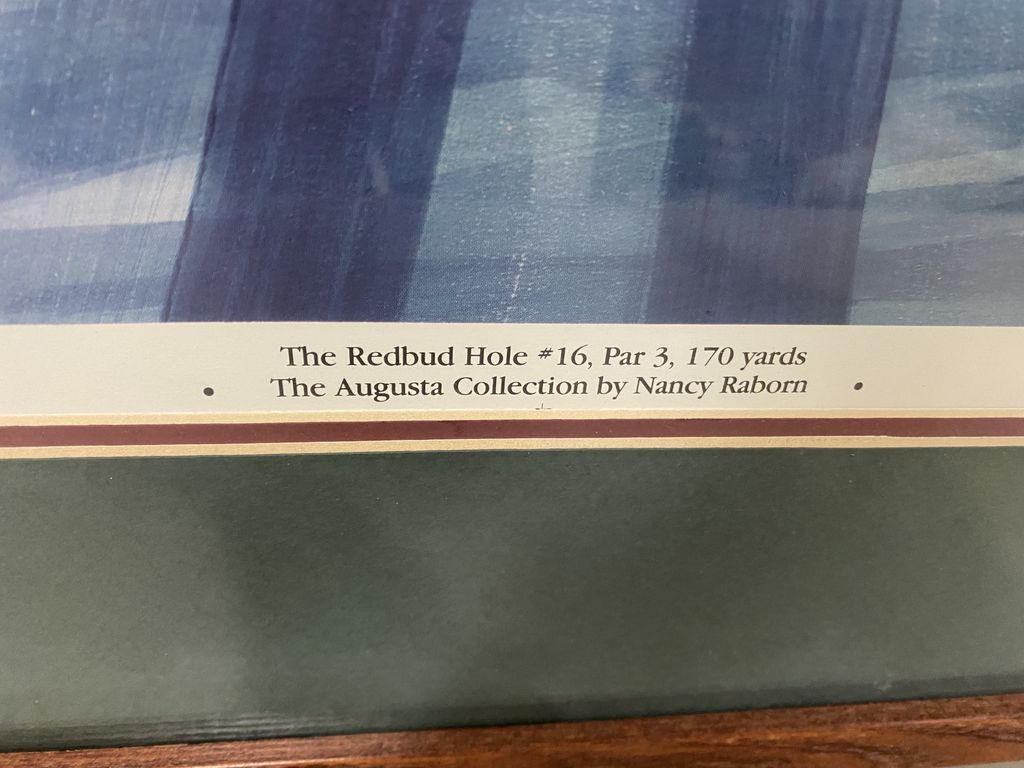 The Redbud Hole #16, Par 3, 170 yards
• The Augusta Collection by Nancy Raborn •